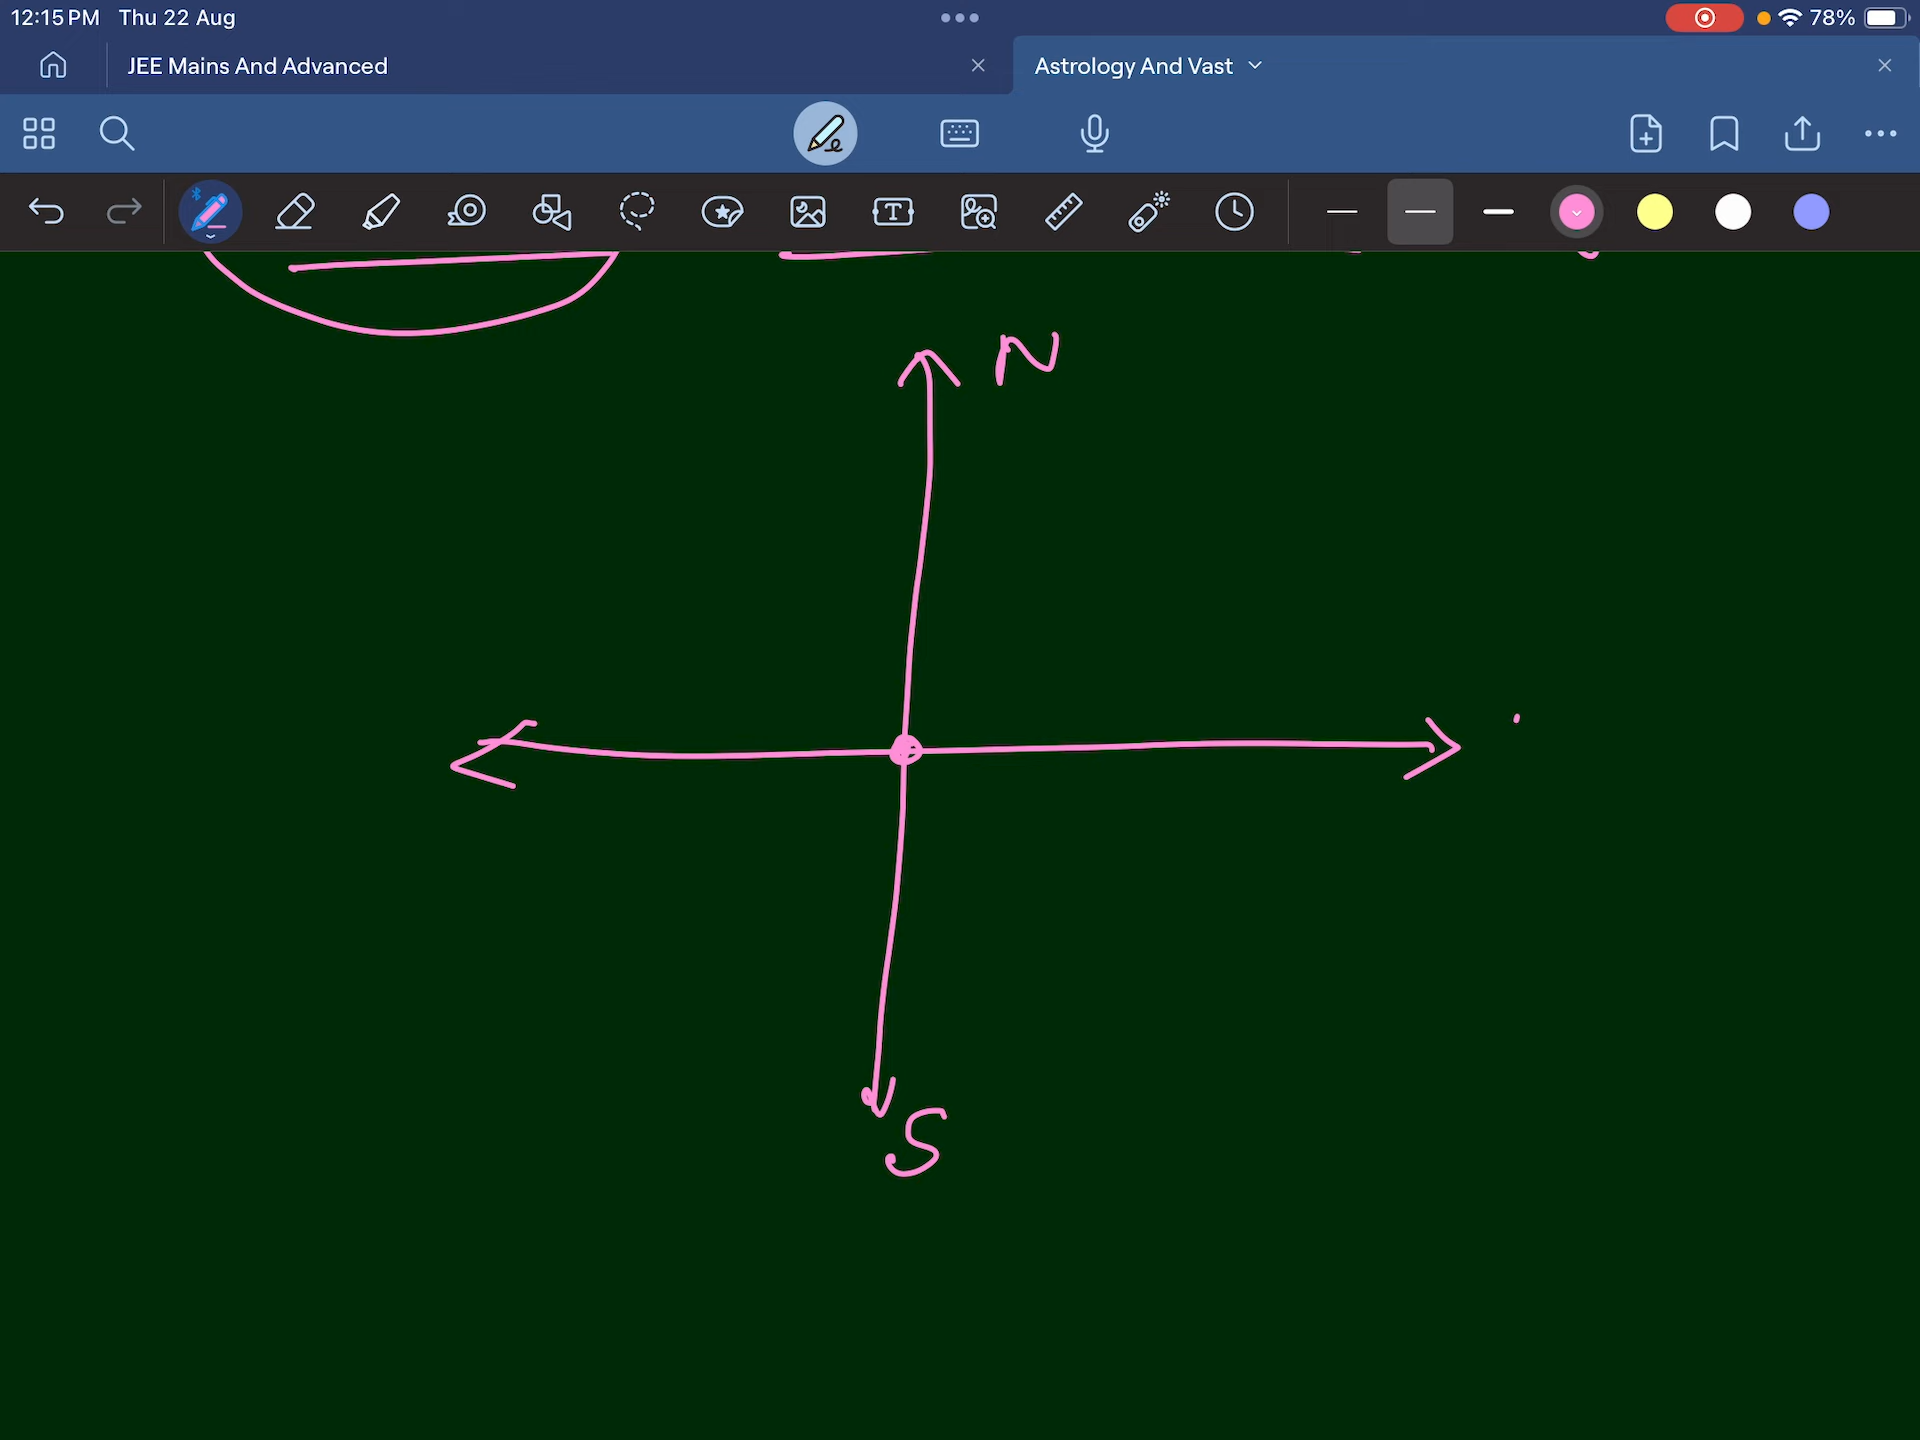 12:15 PM Thu 22 Aug 78%
JEE Mains And Advanced
Astrology And Vast
N
S